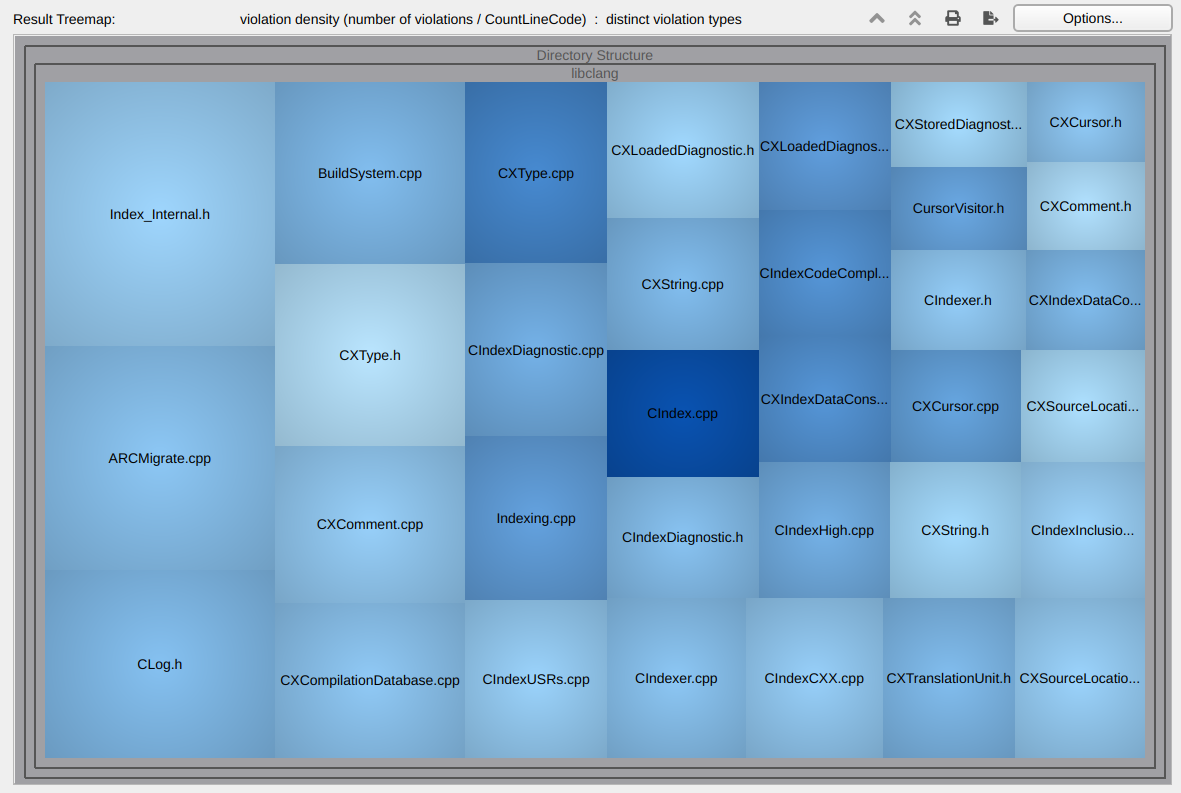 Result Treemap: violation density (number of violations / CountLineCode) : distinct violation types Options...
Directory Structure
libclang
Index_Internal.h
ARCMigrate.cpp
CLog.h
BuildSystem.cpp
CXType.h
CXComment.cpp
CXCompilationDatabase.cpp
CXType.cpp
CIndexDiagnostic.cpp
Indexing.cpp
CIndexUSRs.cpp
CXLoadedDiagnostic.h
CXString.cpp
CIndex.cpp
CIndexDiagnostic.h
CIndexer.cpp
CXLoadedDiagnos...
CIndexCodeCompl...
CXIndexDataCons...
CIndexHigh.cpp
CIndexCXX.cpp
CXStoredDiagnost...
CursorVisitor.h
CIndexer.h
CXCursor.cpp
CXString.h
CXTranslationUnit.h
CXCursor.h
CXComment.h
CXIndexDataCo...
CXSourceLocati...
CIndexInclusio...
CXSourceLocatio...